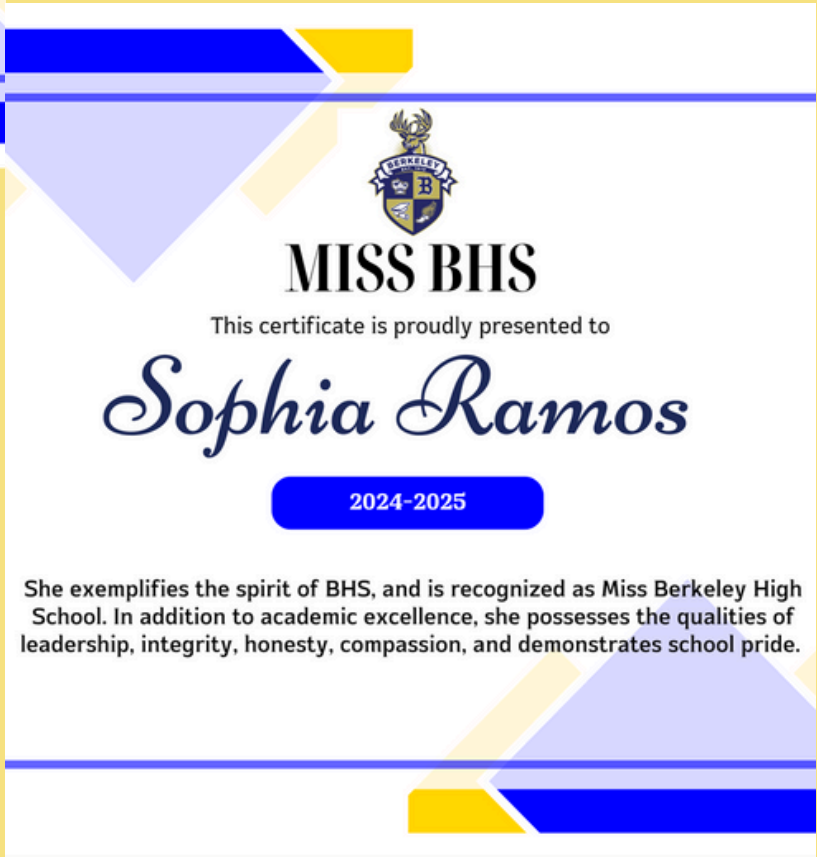 BERKELEY
B
MISS BHS
This certificate is proudly presented to
Sophia Ramos
2024-2025
She exemplifies the spirit of BHS, and is recognized as Miss Berkeley High
School. In addition to academic excellence, she possesses the qualities of
leadership, integrity, honesty, compassion, and demonstrates school pride.